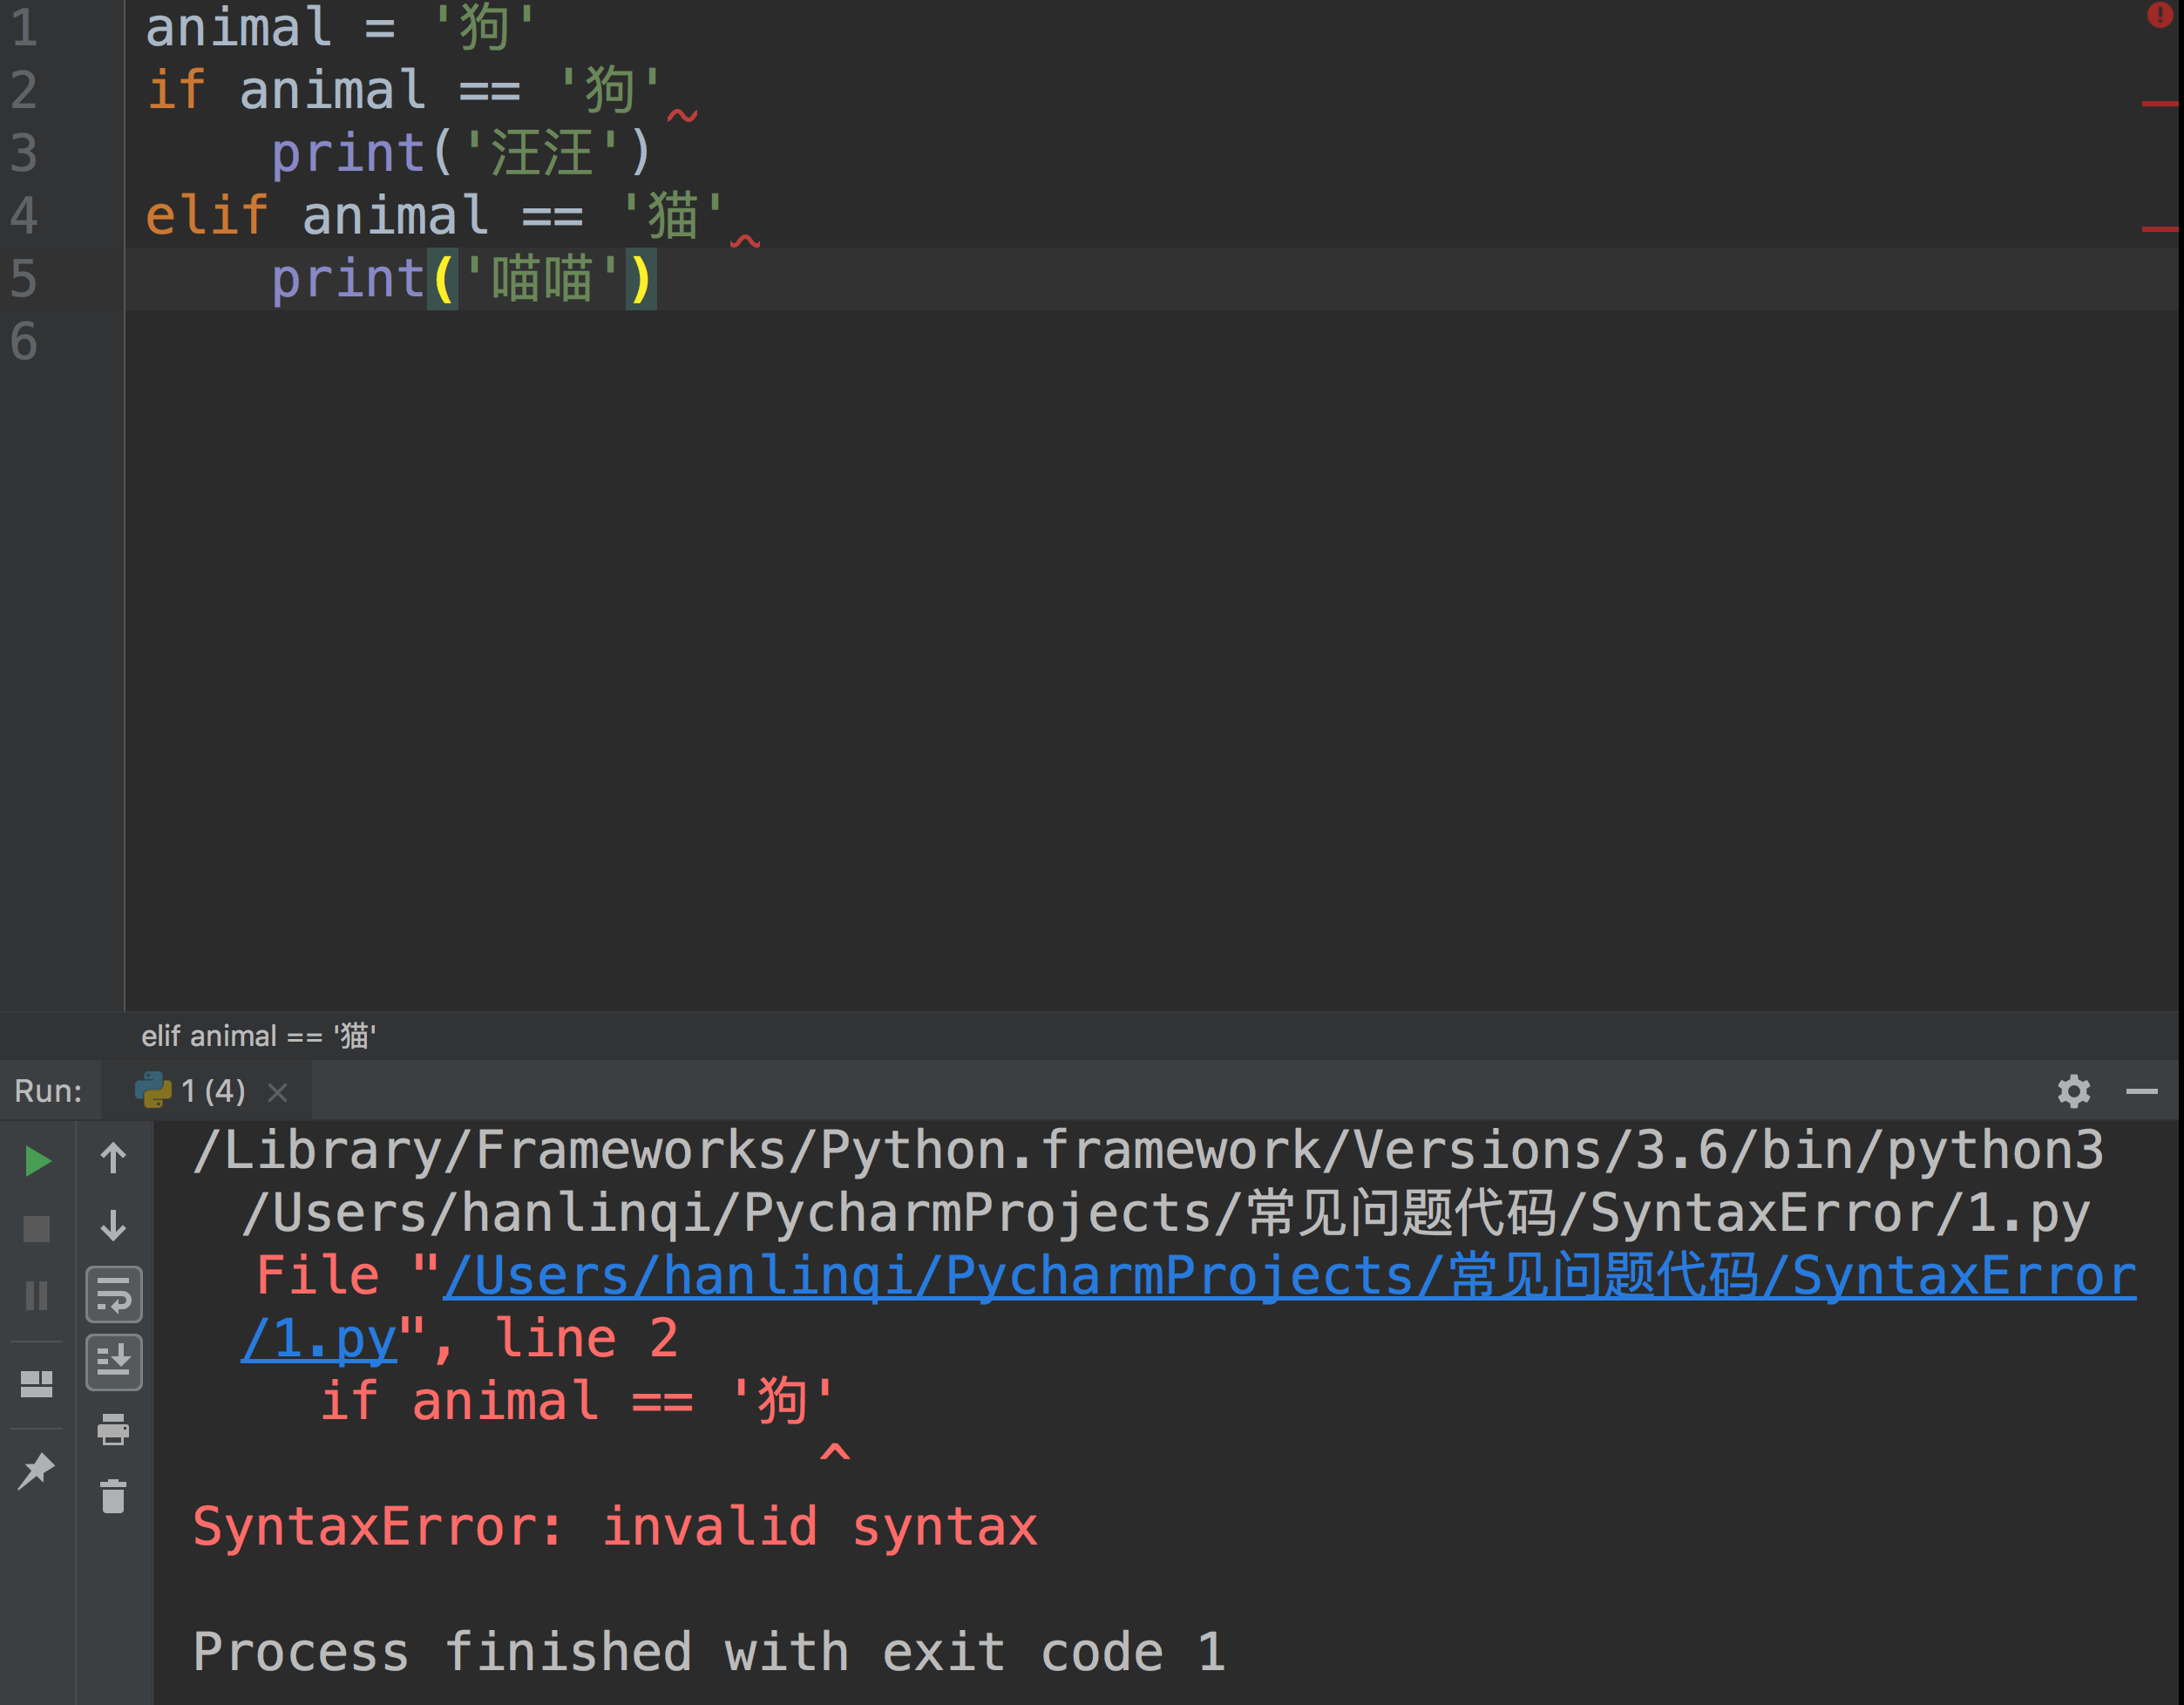 1 animal = '狗'
2 if animal == '狗'
3     print('汪汪')
4 elif animal == '猫'
5     print('喵喵')
6
elif animal == '猫'
Run: 1 (4)
/Library/Frameworks/Python.framework/Versions/3.6/bin/python3
/Users/hanlinqi/PycharmProjects/常见问题代码/SyntaxError/1.py
File "/Users/hanlinqi/PycharmProjects/常见问题代码/SyntaxError
/1.py", line 2
if animal == '狗'
^
SyntaxError: invalid syntax
Process finished with exit code 1